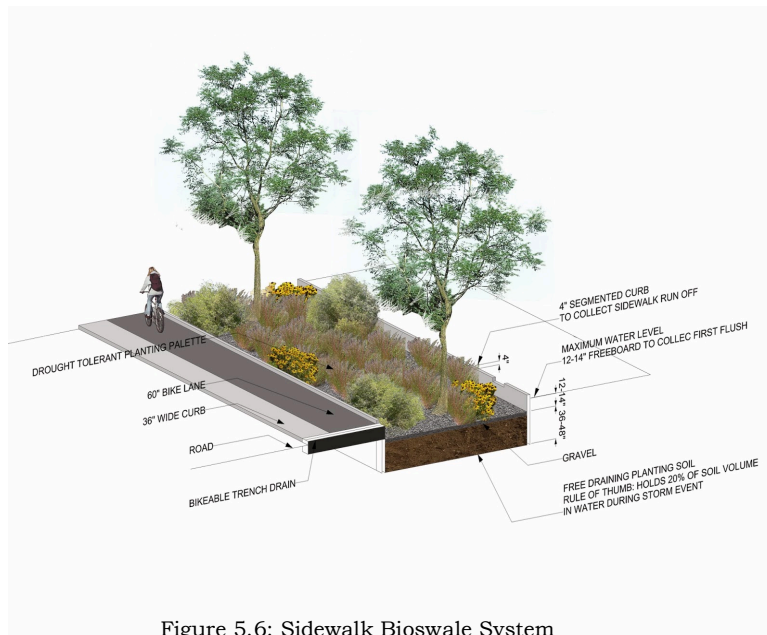 4" SEGMENTED CURB
TO COLLECT SIDEWALK RUN OFF
MAXIMUM WATER LEVEL
12-14" FREEBOARD TO COLLEC FIRST FLUSH
4"
12-14"
36-48"
DROUGHT TOLERANT PLANTING PALETTE
60" BIKE LANE
36" WIDE CURB
ROAD
BIKEABLE TRENCH DRAIN
GRAVEL
FREE DRAINING PLANTING SOIL
RULE OF THUMB: HOLDS 20% OF SOIL VOLUME
IN WATER DURING STORM EVENT
Figure 5.6: Sidewalk Bioswale System